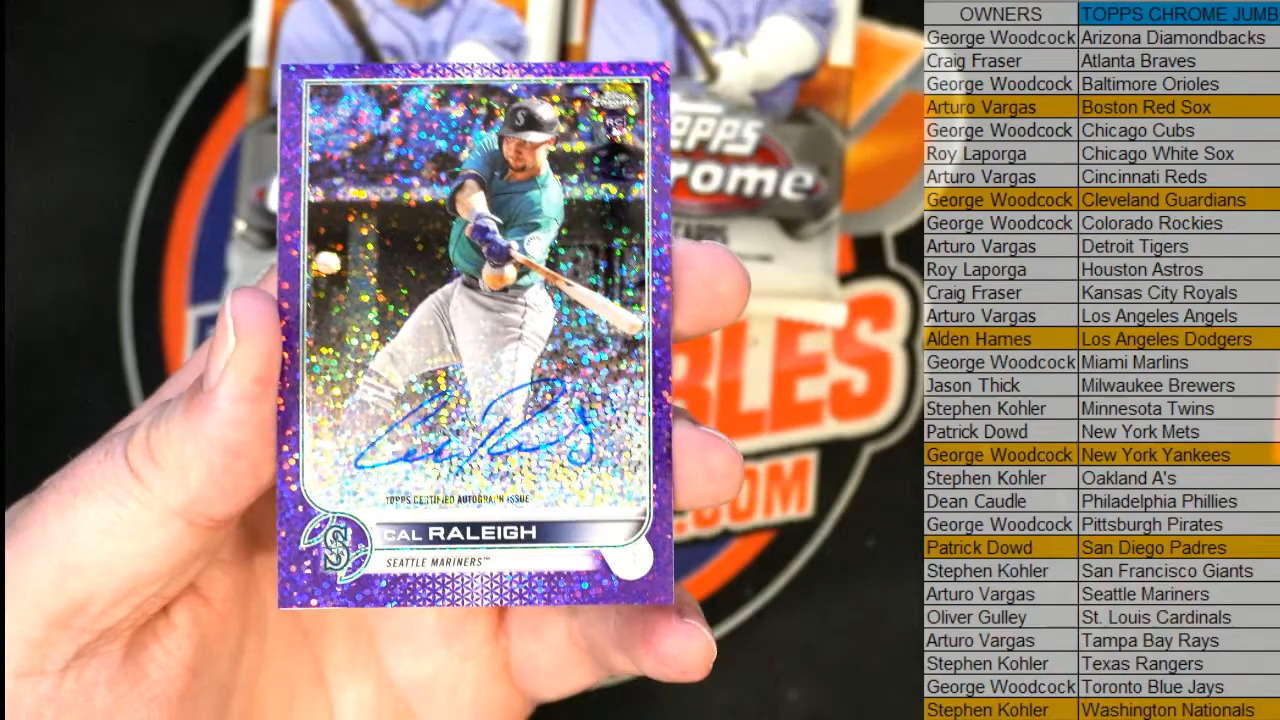 Topps
Chrome
RC
TOPPS CERTIFIED AUTOGRAPH ISSUE
CAL RALEIGH
SEATTLE MARINERS™
S
Topps
Chrome
CARDS
BLES
.COM
OWNERS TOPPS CHROME JUMB
George Woodcock Arizona Diamondbacks
Craig Fraser Atlanta Braves
George Woodcock Baltimore Orioles
Arturo Vargas Boston Red Sox
George Woodcock Chicago Cubs
Roy Laporga Chicago White Sox
Arturo Vargas Cincinnati Reds
George Woodcock Cleveland Guardians
George Woodcock Colorado Rockies
Arturo Vargas Detroit Tigers
Roy Laporga Houston Astros
Craig Fraser Kansas City Royals
Arturo Vargas Los Angeles Angels
Alden Hames Los Angeles Dodgers
George Woodcock Miami Marlins
Jason Thick Milwaukee Brewers
Stephen Kohler Minnesota Twins
Patrick Dowd New York Mets
George Woodcock New York Yankees
Stephen Kohler Oakland A's
Dean Caudle Philadelphia Phillies
George Woodcock Pittsburgh Pirates
Patrick Dowd San Diego Padres
Stephen Kohler San Francisco Giants
Arturo Vargas Seattle Mariners
Oliver Gulley St. Louis Cardinals
Arturo Vargas Tampa Bay Rays
Stephen Kohler Texas Rangers
George Woodcock Toronto Blue Jays
Stephen Kohler Washington Nationals